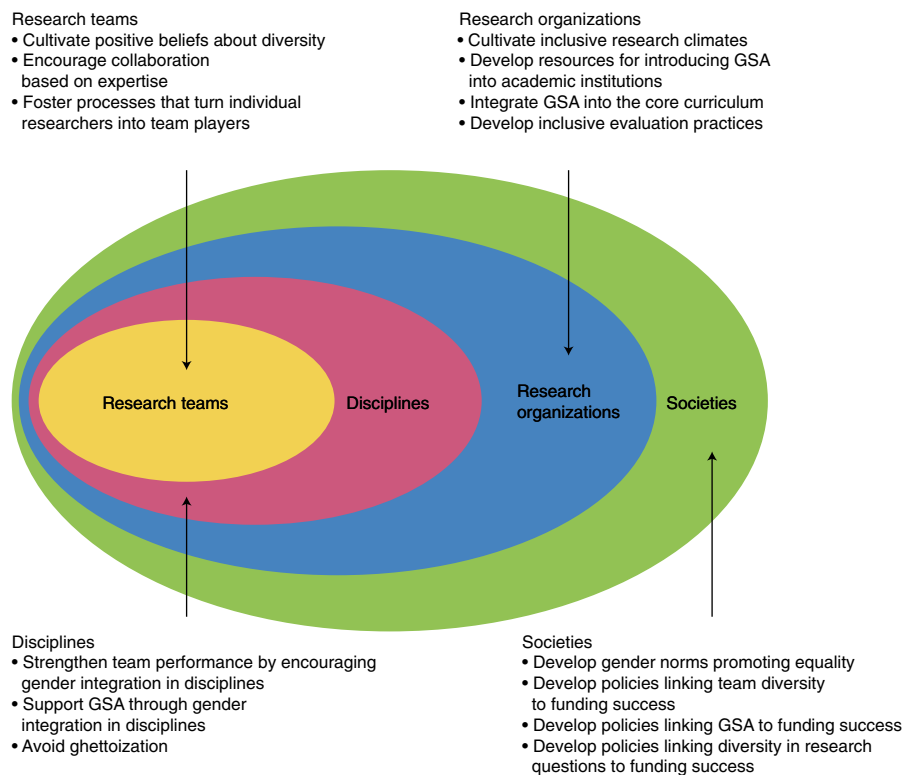 Research teams
• Cultivate positive beliefs about diversity
• Encourage collaboration
based on expertise
• Foster processes that turn individual
researchers into team players
Research organizations
• Cultivate inclusive research climates
• Develop resources for introducing GSA
into academic institutions
• Integrate GSA into the core curriculum
• Develop inclusive evaluation practices
Research teams
Disciplines
Research
organizations
Societies
Disciplines
• Strengthen team performance by encouraging
gender integration in disciplines
• Support GSA through gender
integration in disciplines
• Avoid ghettoization
Societies
• Develop gender norms promoting equality
• Develop policies linking team diversity
to funding success
• Develop policies linking GSA to funding success
• Develop policies linking diversity in research
questions to funding success